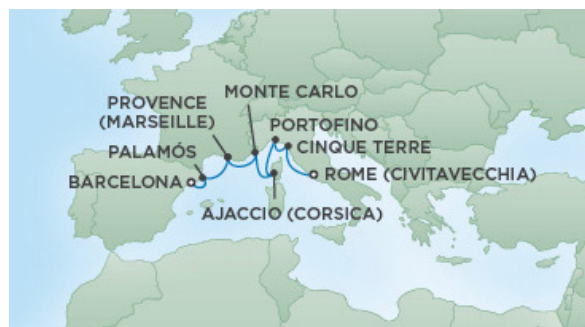 MONTE CARLO
PROVENCE
(MARSEILLE)
PORTOFINO
CINQUE TERRE
PALAMÓS
BARCELONA
ROME (CIVITAVECCHIA)
AJACCIO (CORSICA)